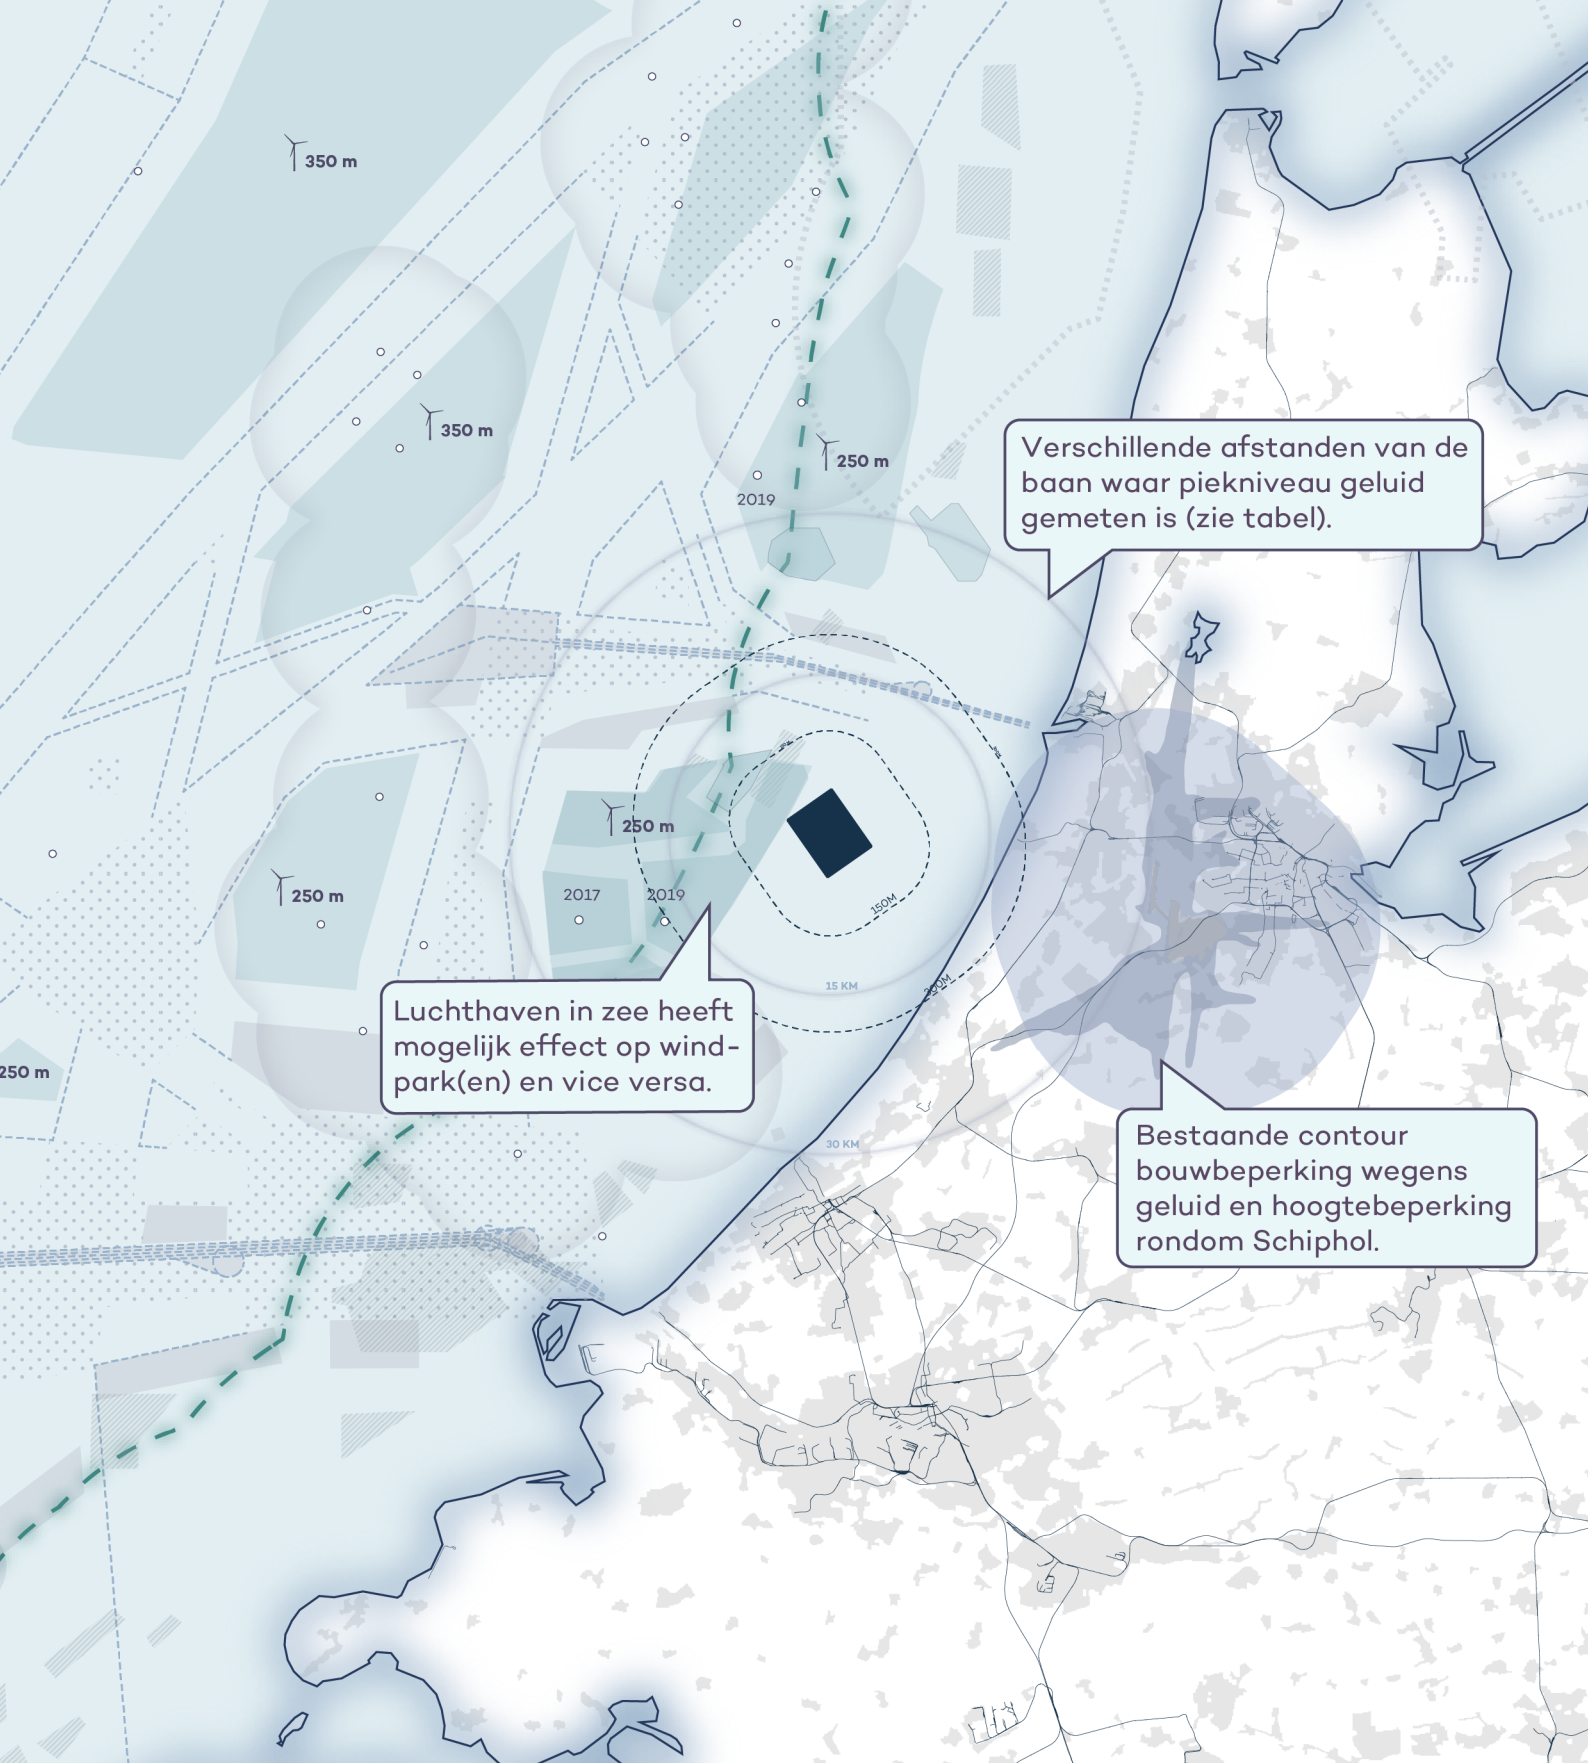 350 m
350 m
250 m
2019
Verschillende afstanden van de
baan waar piekniveau geluid
gemeten is (zie tabel).
250 m
2017
2019
250 m
150M
15 KM
300M
Luchthaven in zee heeft
mogelijk effect op wind-
park(en) en vice versa.
250 m
30 KM
Bestaande contour
bouwbeperking wegens
geluid en hoogtebeperking
rondom Schiphol.